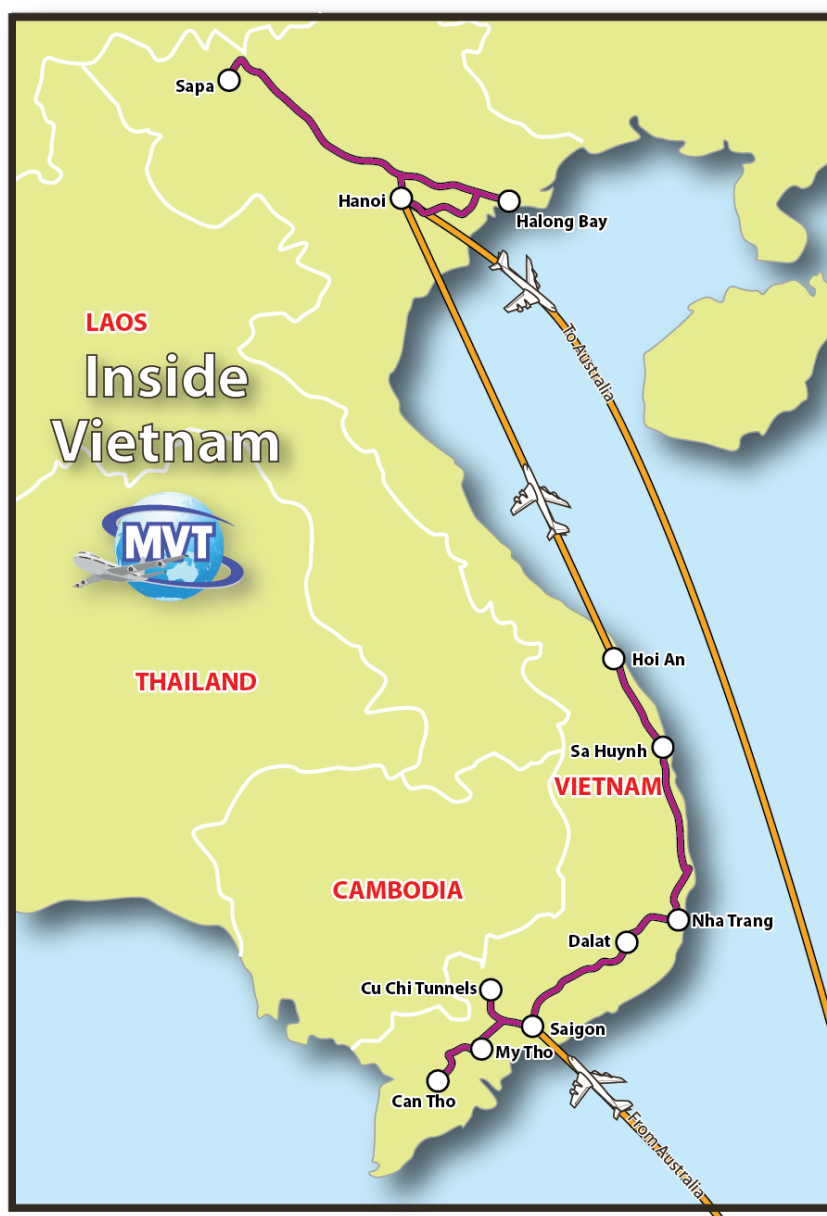 Sapa
Hanoi
Halong Bay
LAOS
To Australia
Inside
Vietnam
MVT
Hoi An
THAILAND
Sa Huynh
VIETNAM
CAMBODIA
Nha Trang
Dalat
Cu Chi Tunnels
Saigon
My Tho
Can Tho
From Australia